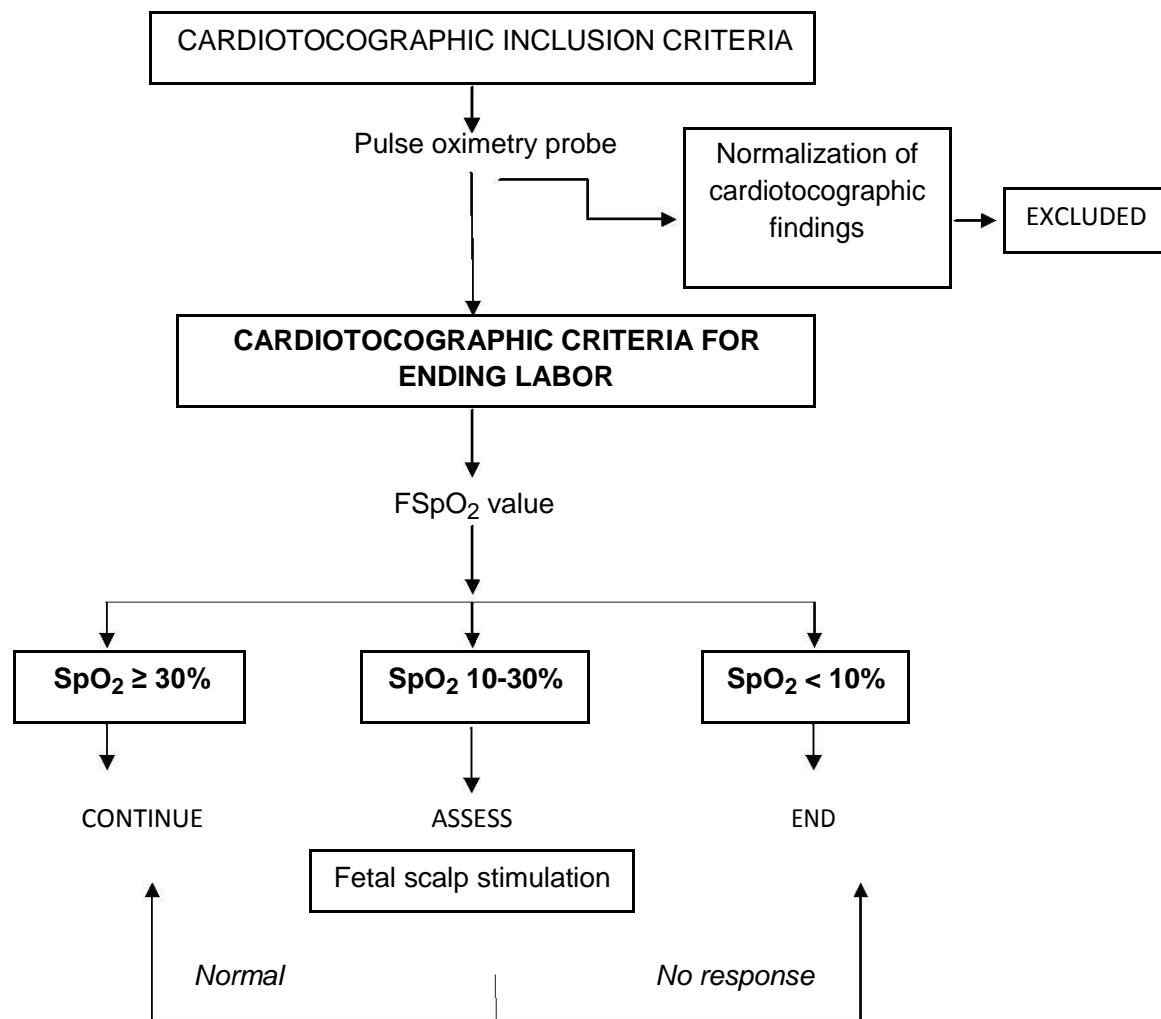 CARDIOTOCOGRAPHIC INCLUSION CRITERIA
Pulse oximetry probe
Normalization of
cardiotocographic
findings
EXCLUDED
CARDIOTOCOGRAPHIC CRITERIA FOR
ENDING LABOR
FSpO₂ value
SpO₂ ≥ 30%
SpO₂ 10-30%
SpO₂ < 10%
CONTINUE
ASSESS
END
Fetal scalp stimulation
Normal
No response